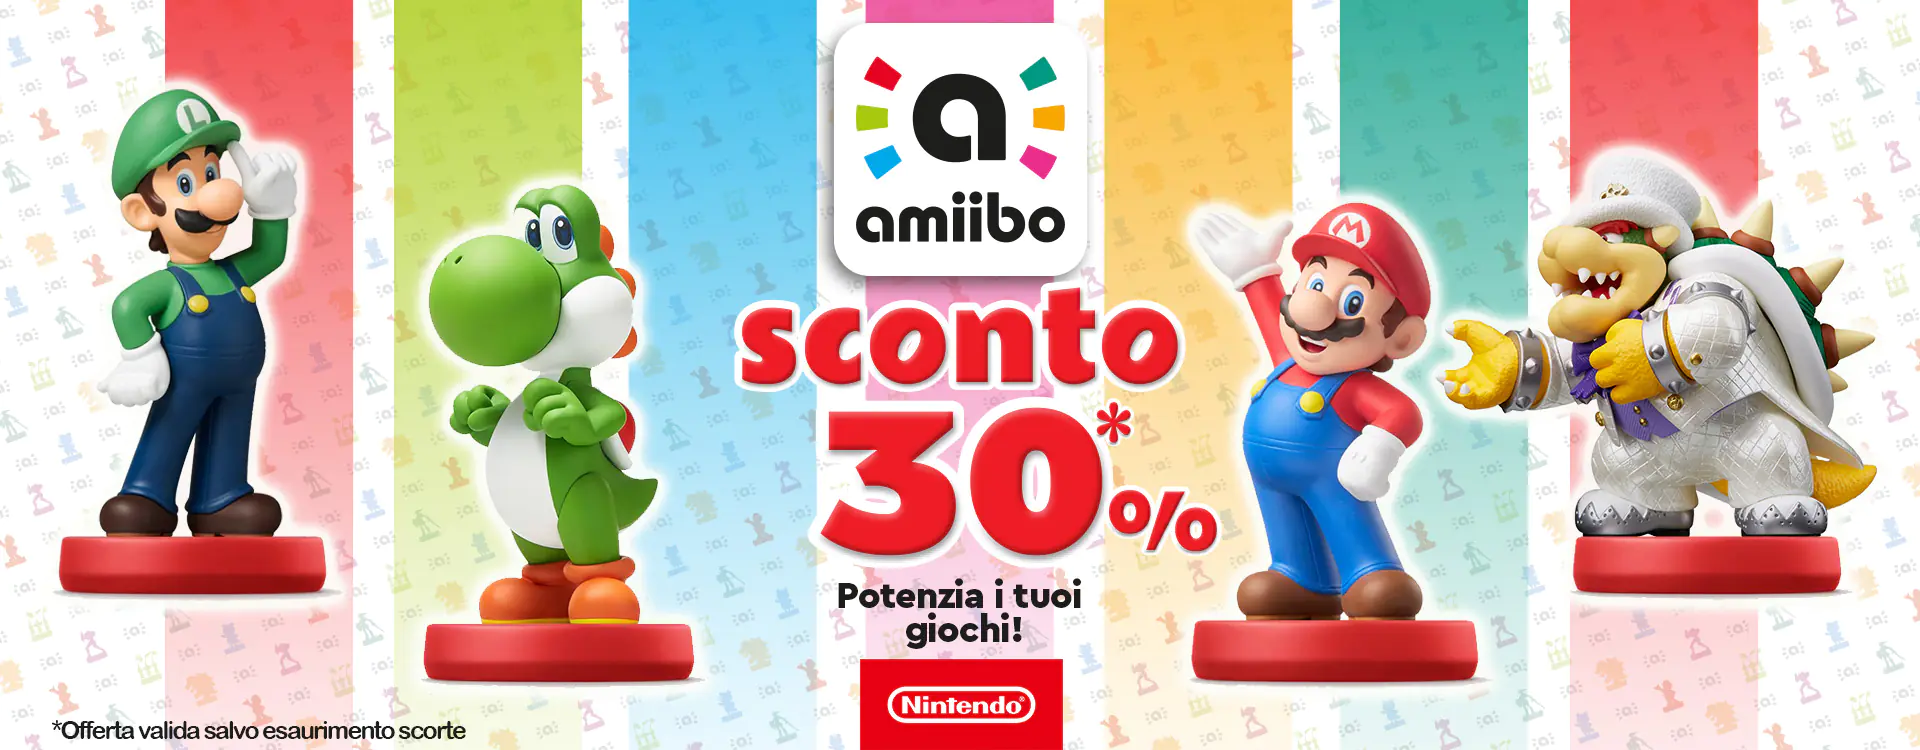 L
M
a
amiibo
sconto
30*%
Potenzia i tuoi
giochi!
Nintendo®
*Offerta valida salvo esaurimento scorte